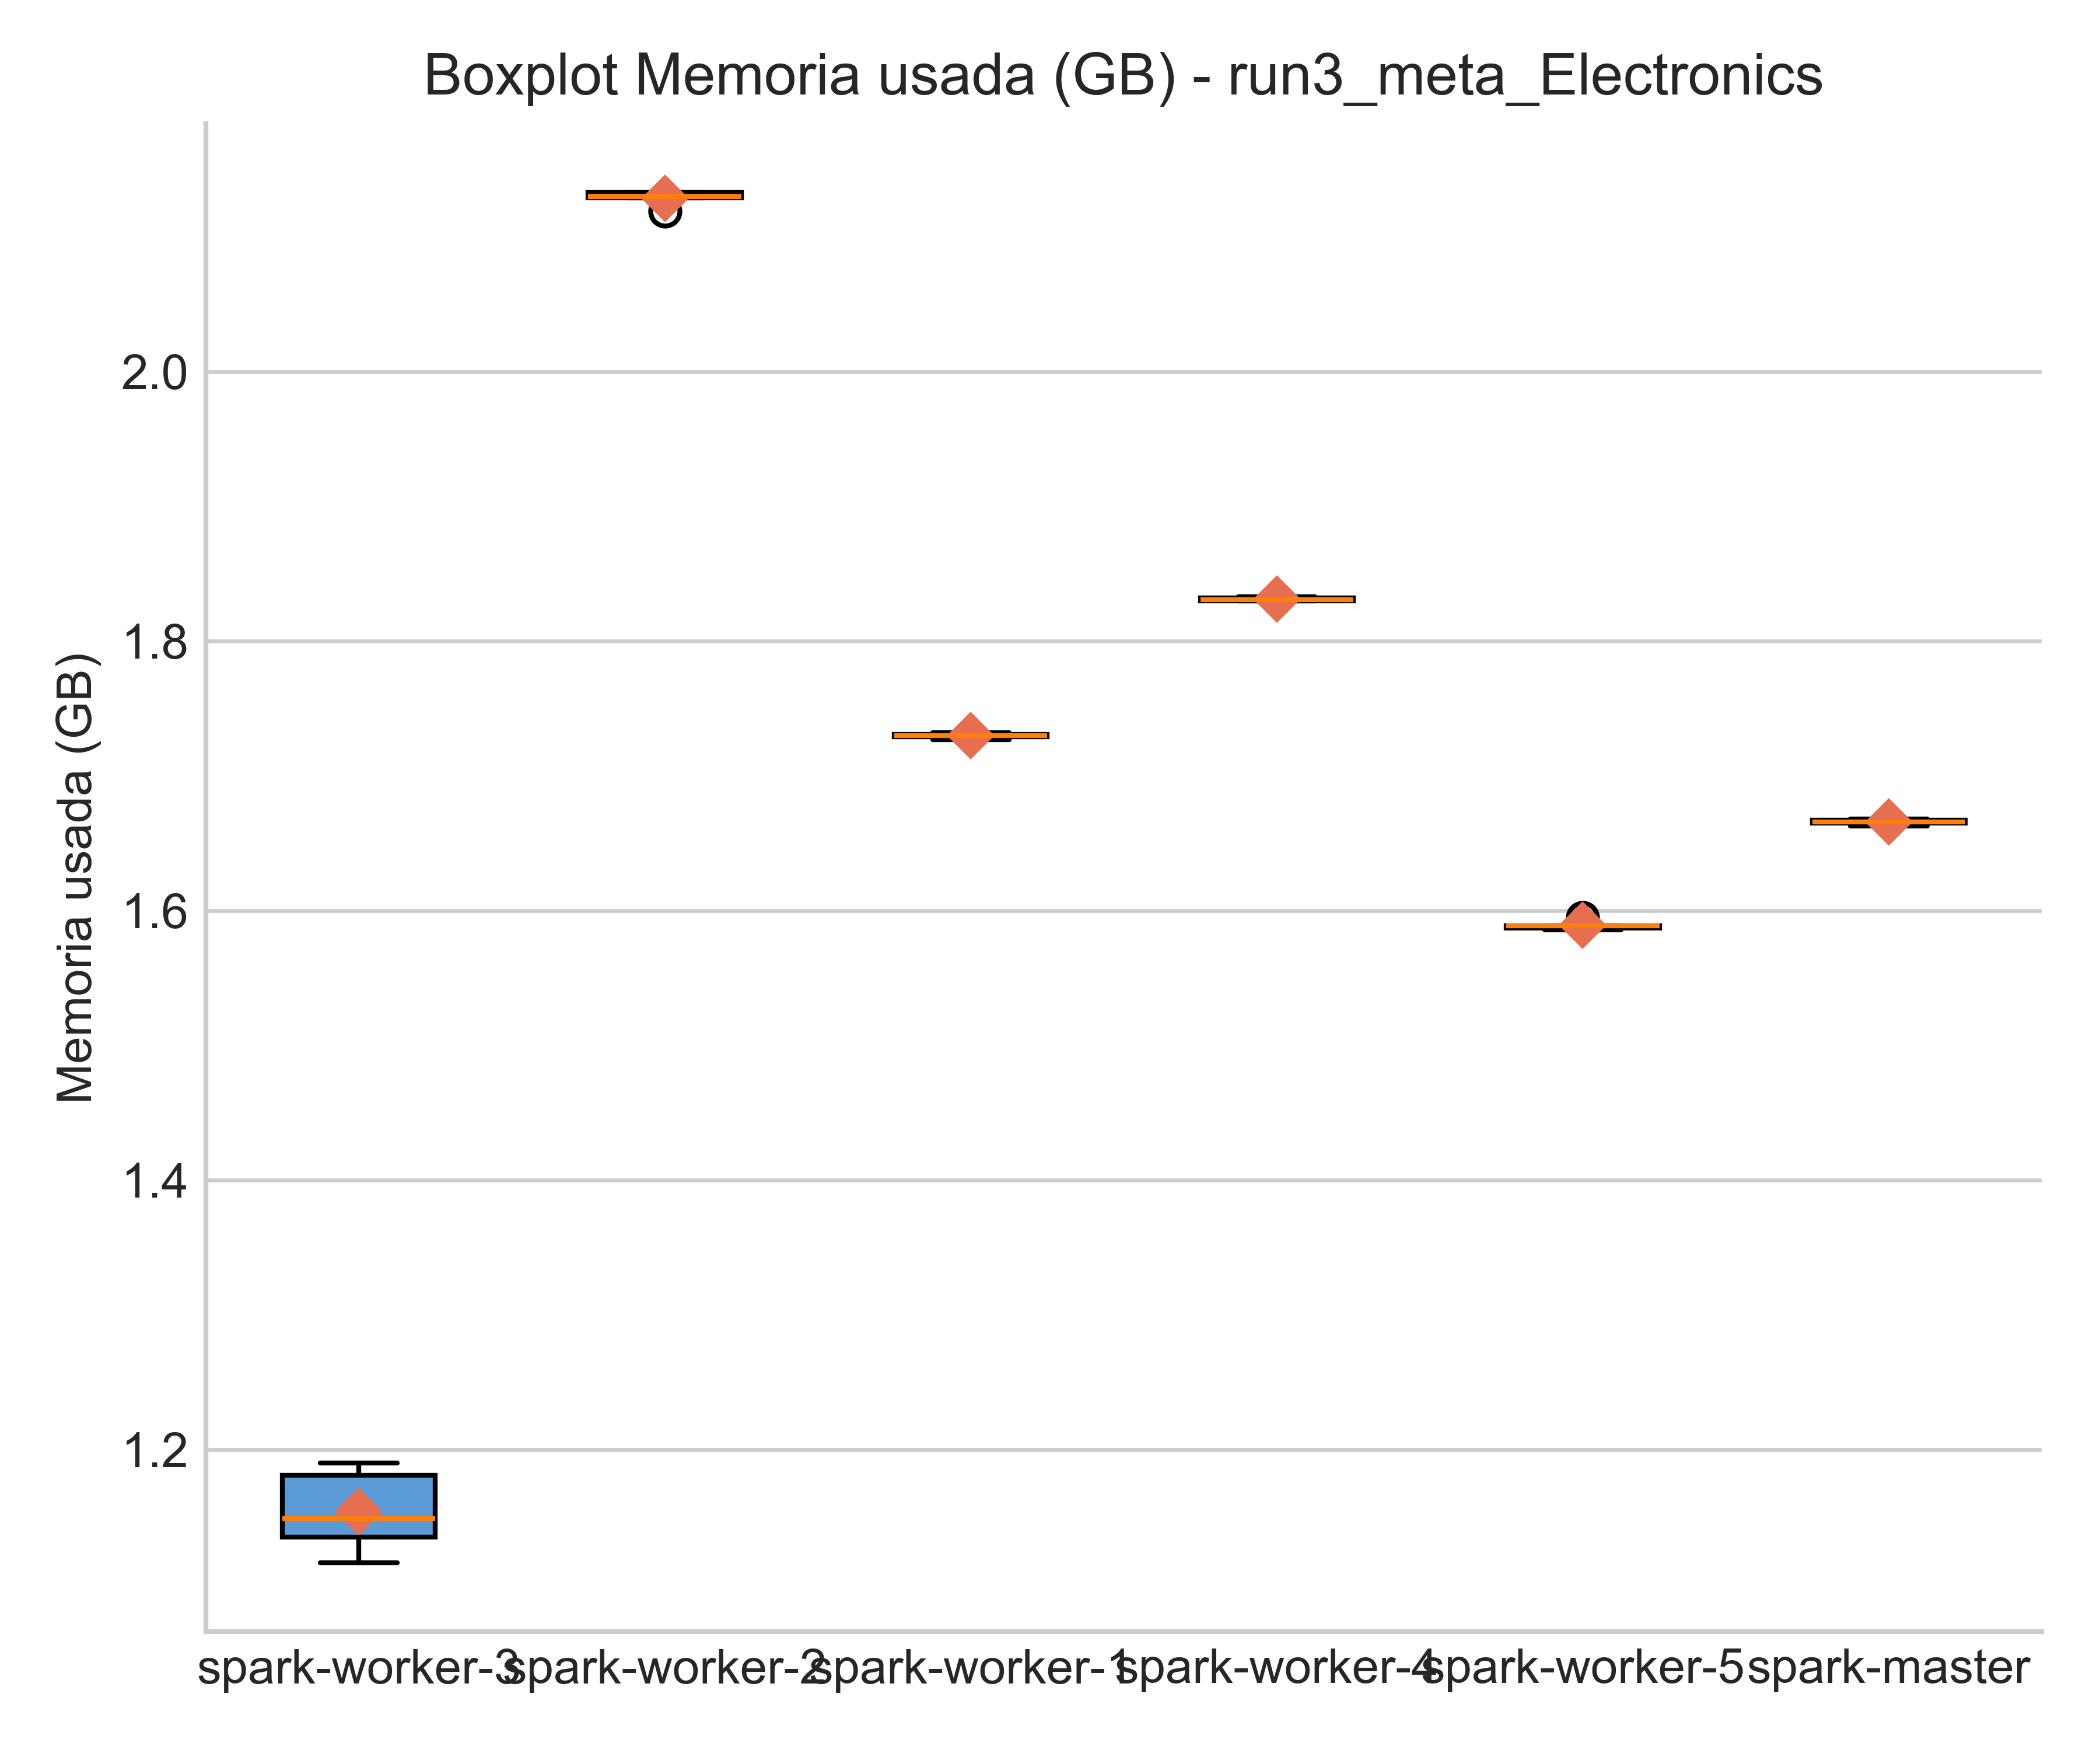 Boxplot Memoria usada (GB) - run3_meta_Electronics
Memoria usada (GB)
2.0
1.8
1.6
1.4
1.2
spark-worker-3
spark-worker-2
spark-worker-1
spark-worker-4
spark-worker-5
spark-master